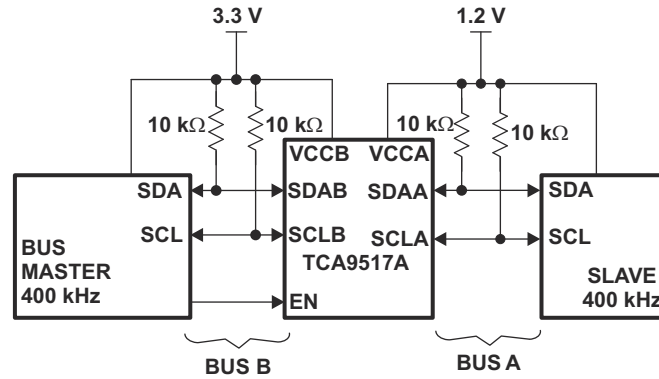 3.3 V
1.2 V
10 kΩ
10 kΩ
10 kΩ
10 kΩ
VCCB
VCCA
SDA
SDAB
SDAA
SDA
SCL
SCLB
SCLA
SCL
BUS
MASTER
400 kHz
TCA9517A
EN
SLAVE
400 kHz
BUS B
BUS A